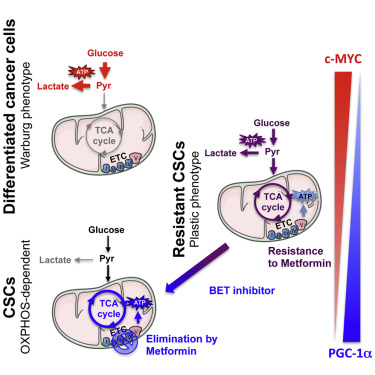 Differentiated cancer cells
Warburg phenotype
Glucose
ATP
Lactate
Pyr
TCA
cycle
ETC
V
c-MYC
Resistant CSCs
Plastic phenotype
Glucose
ATP
Lactate
Pyr
TCA
cycle
ATP
ETC
V
Resistance
to Metformin
CSCs
OXPHOS-dependent
Glucose
Lactate
Pyr
TCA
cycle
ATP
ETC
V
Elimination by
Metformin
BET inhibitor
PGC-1α